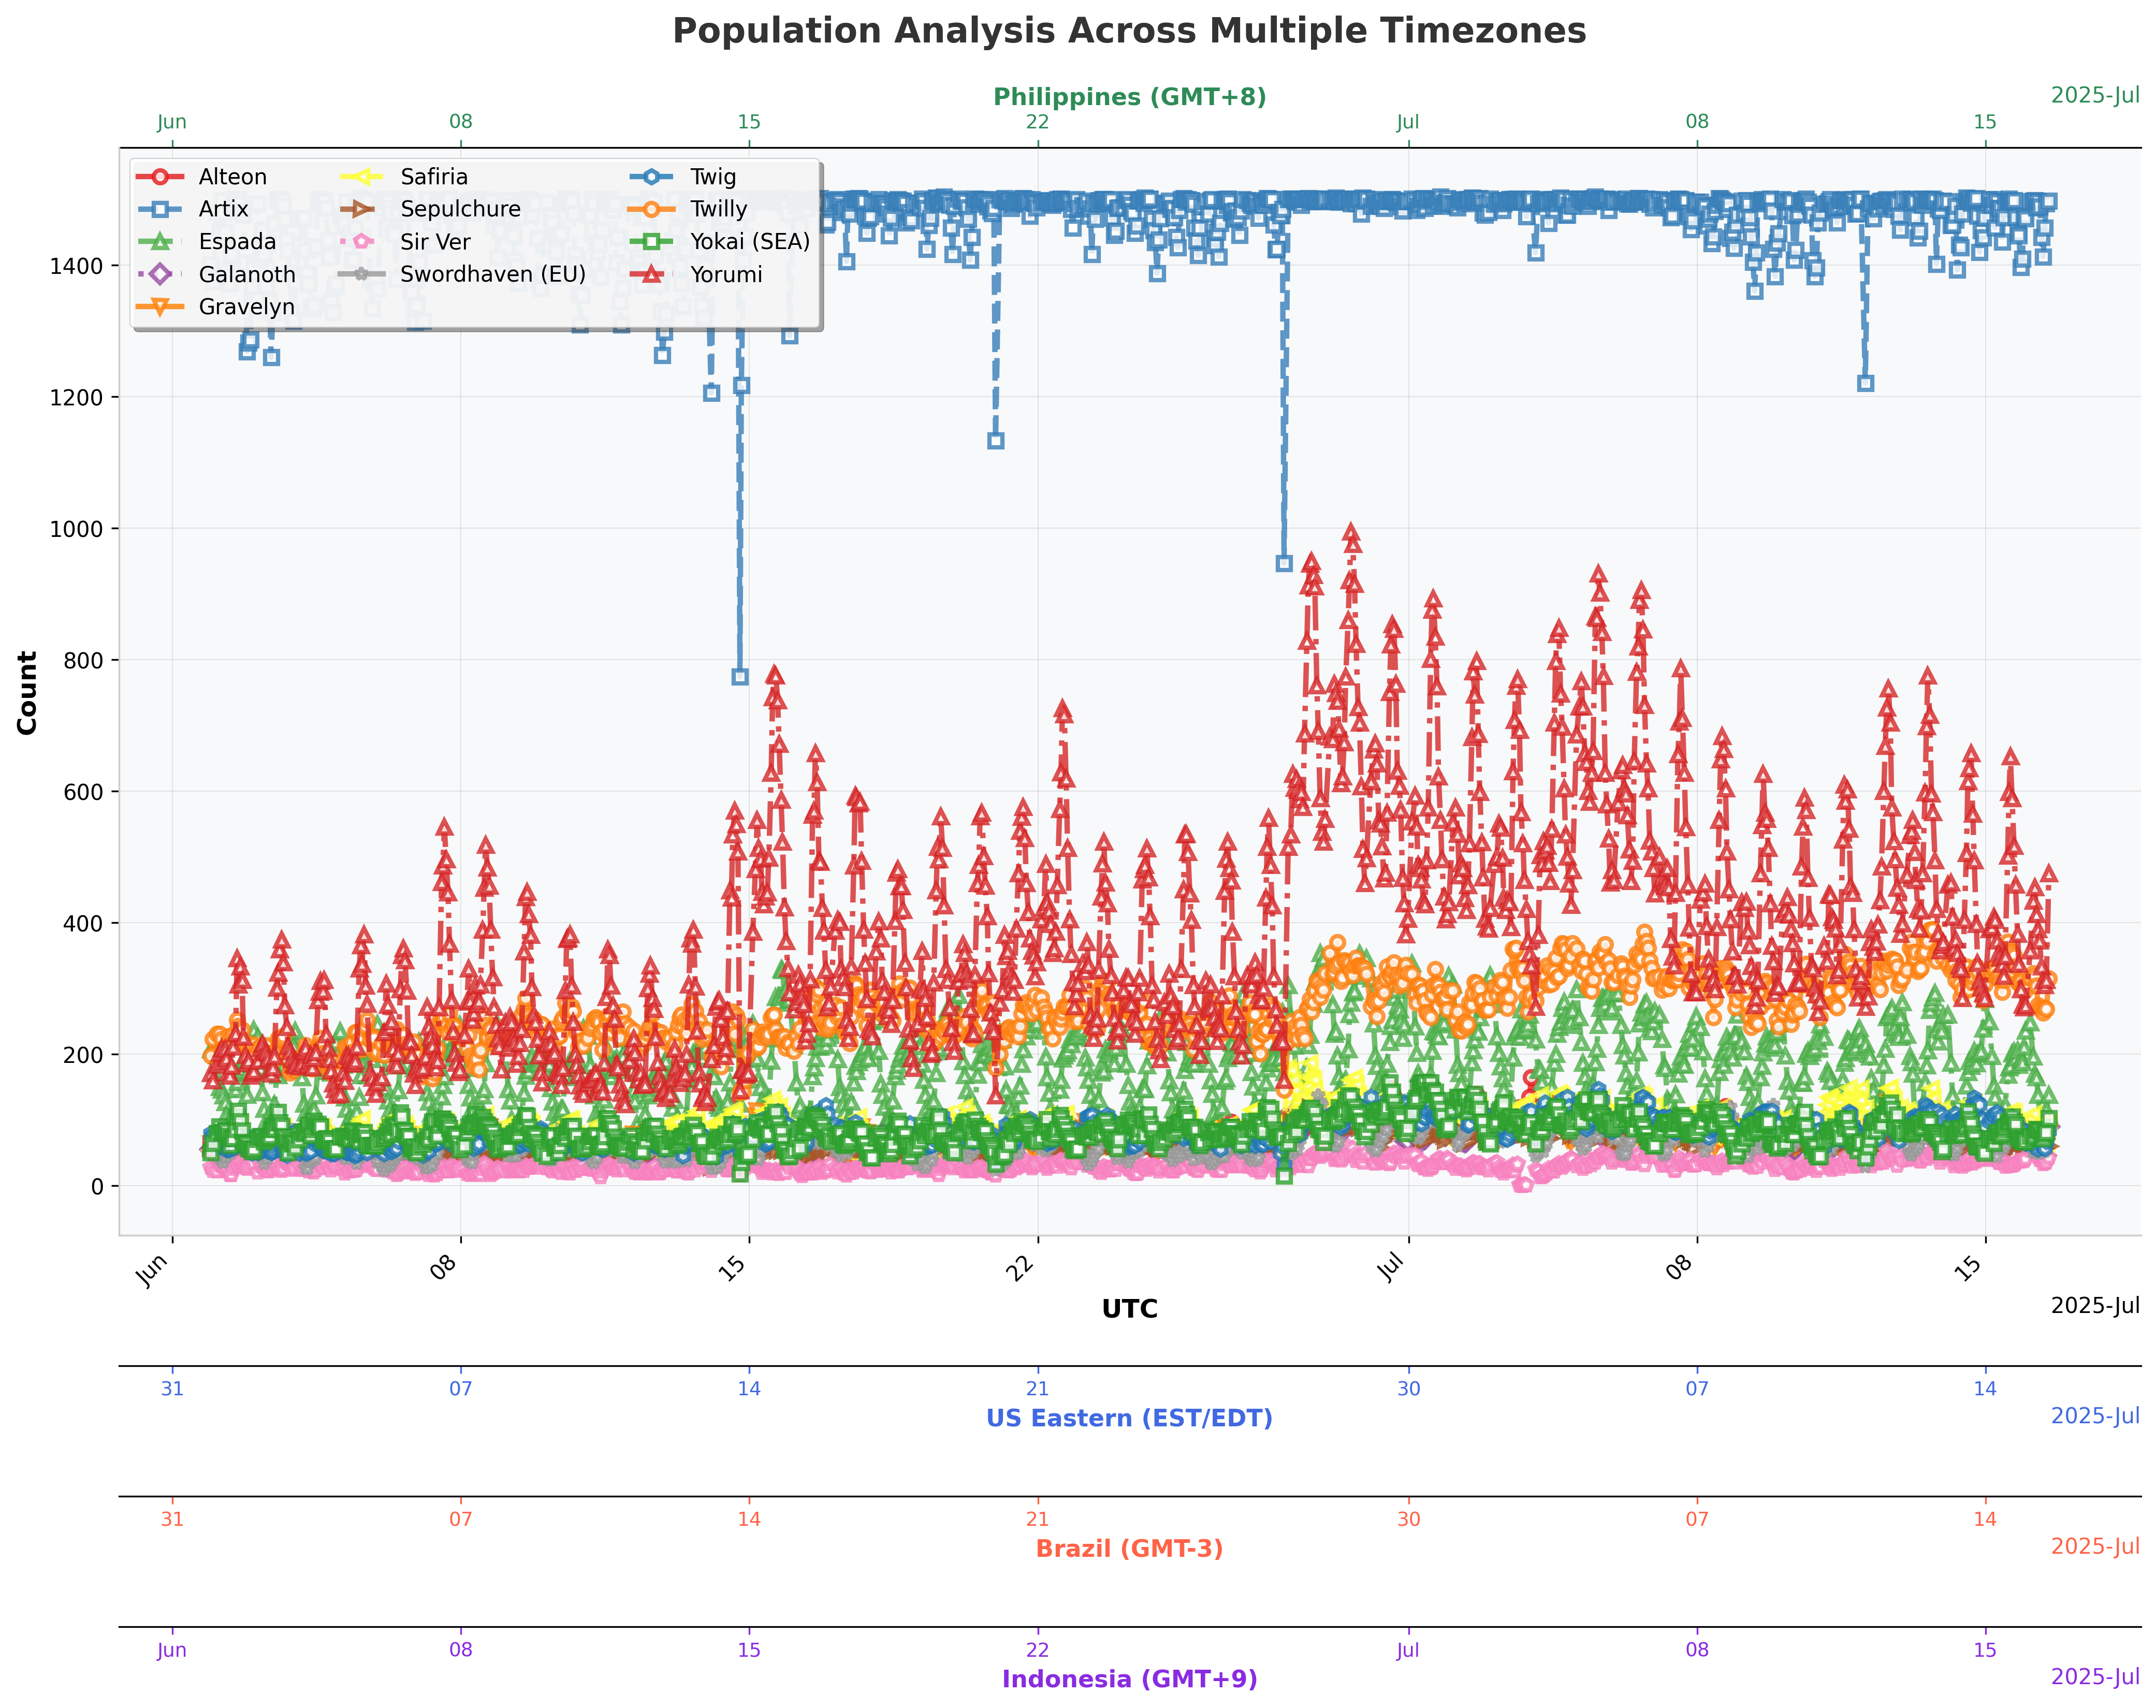 Population Analysis Across Multiple Timezones
Philippines (GMT+8)
2025-Jul
Jun 08 15 22 Jul 08 15
Alteon Safiria Twig
Artix Sepulchure Twilly
Espada Sir Ver Yokai (SEA)
Galanoth Swordhaven (EU) Yorumi
Gravelyn
1400
1200
1000
800
600
400
200
0
Count
Jun 08 15 22 Jul 08 15
UTC
2025-Jul
31 07 14 21 30 07 14
US Eastern (EST/EDT)
2025-Jul
31 07 14 21 30 07 14
Brazil (GMT-3)
2025-Jul
Jun 08 15 22 Jul 08 15
Indonesia (GMT+9)
2025-Jul